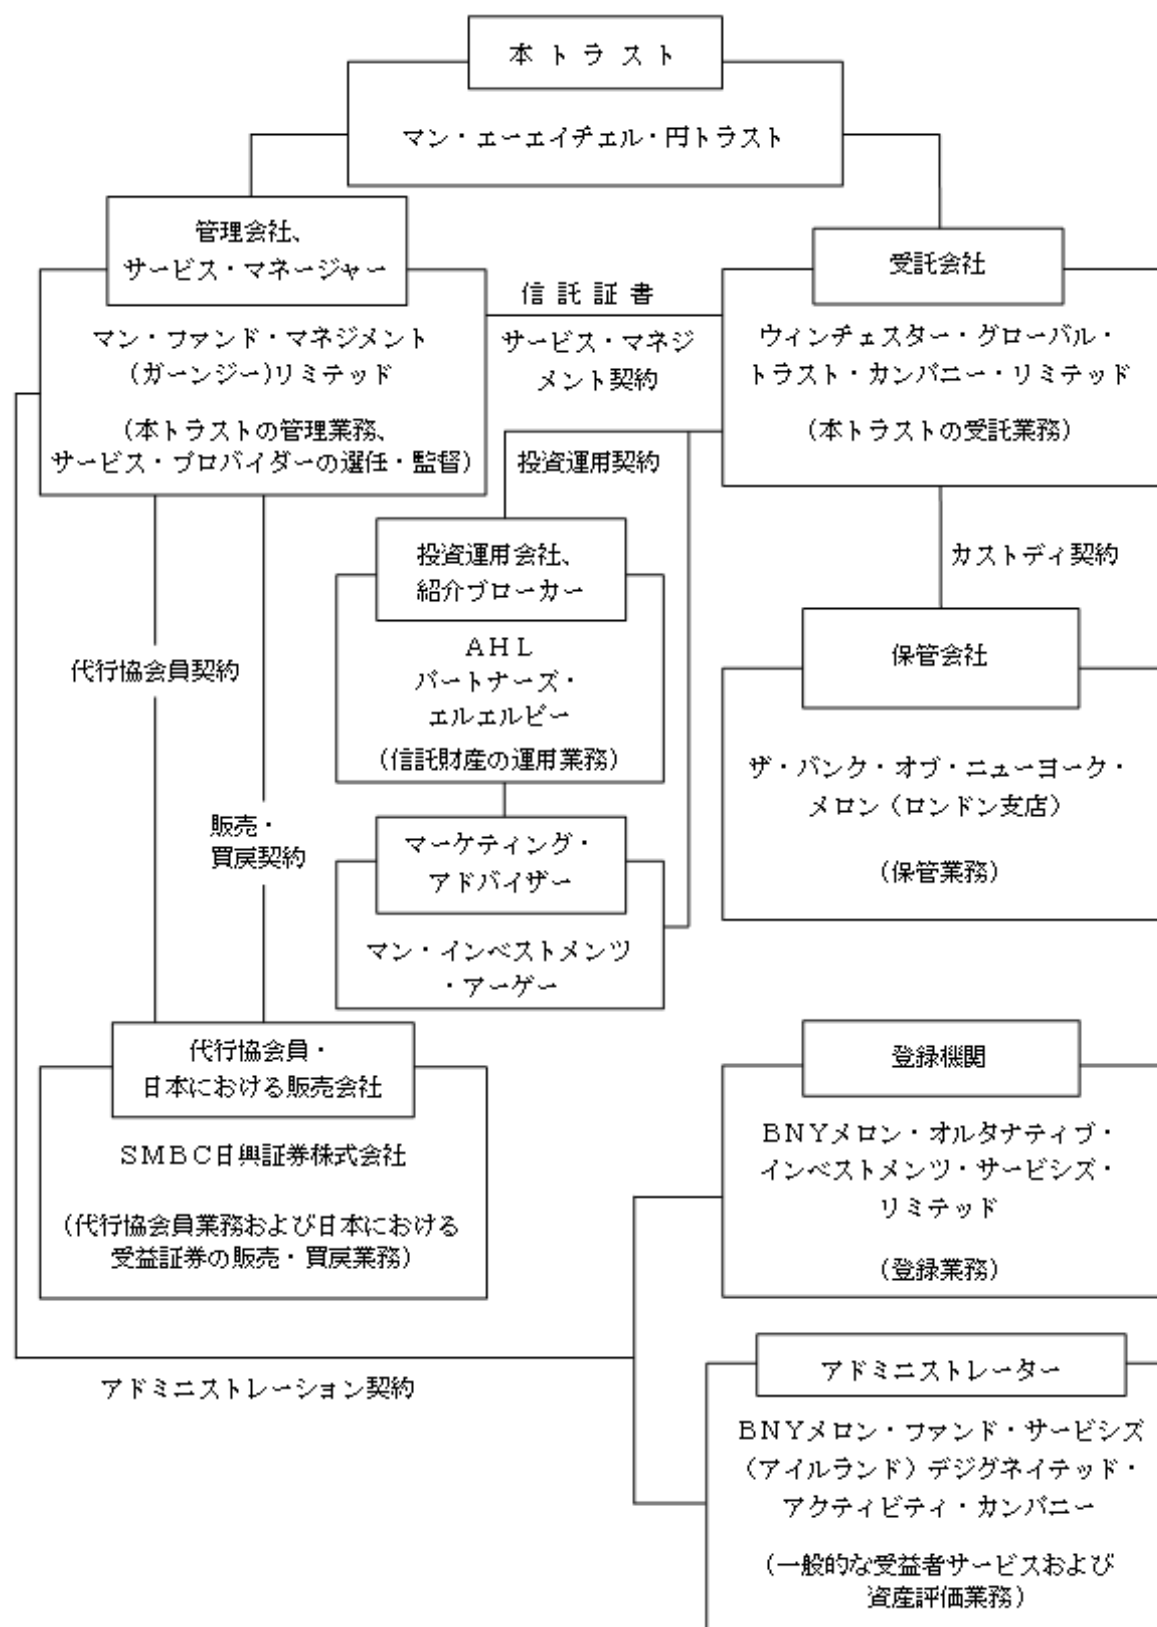 本トラスト
マン・エーエイチエル・円トラスト
管理会社、
サービス・マネージャー
マン・ファンド・マネジメント
(ガーンジー)リミテッド
(本トラストの管理業務、
サービス・プロバイダーの選任・監督)
信託証書
サービス・マネジ
メント契約
受託会社
ウィンチェスター・グローバル・
トラスト・カンパニー・リミテッド
(本トラストの受託業務)
投資運用契約
カストディ契約
投資運用会社、
紹介ブローカー
AHL
パートナーズ・
エルエルピー
(信託財産の運用業務)
保管会社
ザ・バンク・オブ・ニューヨーク・
メロン(ロンドン支店)
(保管業務)
代行協会員契約
販売・
買戻契約
マーケティング・
アドバイザー
マン・インベストメンツ
・アーゲー
代行協会員・
日本における販売会社
SMBC日興証券株式会社
(代行協会員業務および日本における
受益証券の販売・買戻業務)
登録機関
BNYメロン・オルタナティブ・
インベストメンツ・サービシズ・
リミテッド
(登録業務)
アドミニストレーション契約
アドミニストレーター
BNYメロン・ファンド・サービシズ
(アイルランド)デジグネイテッド・
アクティビティ・カンパニー
(一般的な受益者サービスおよび
資産評価業務)